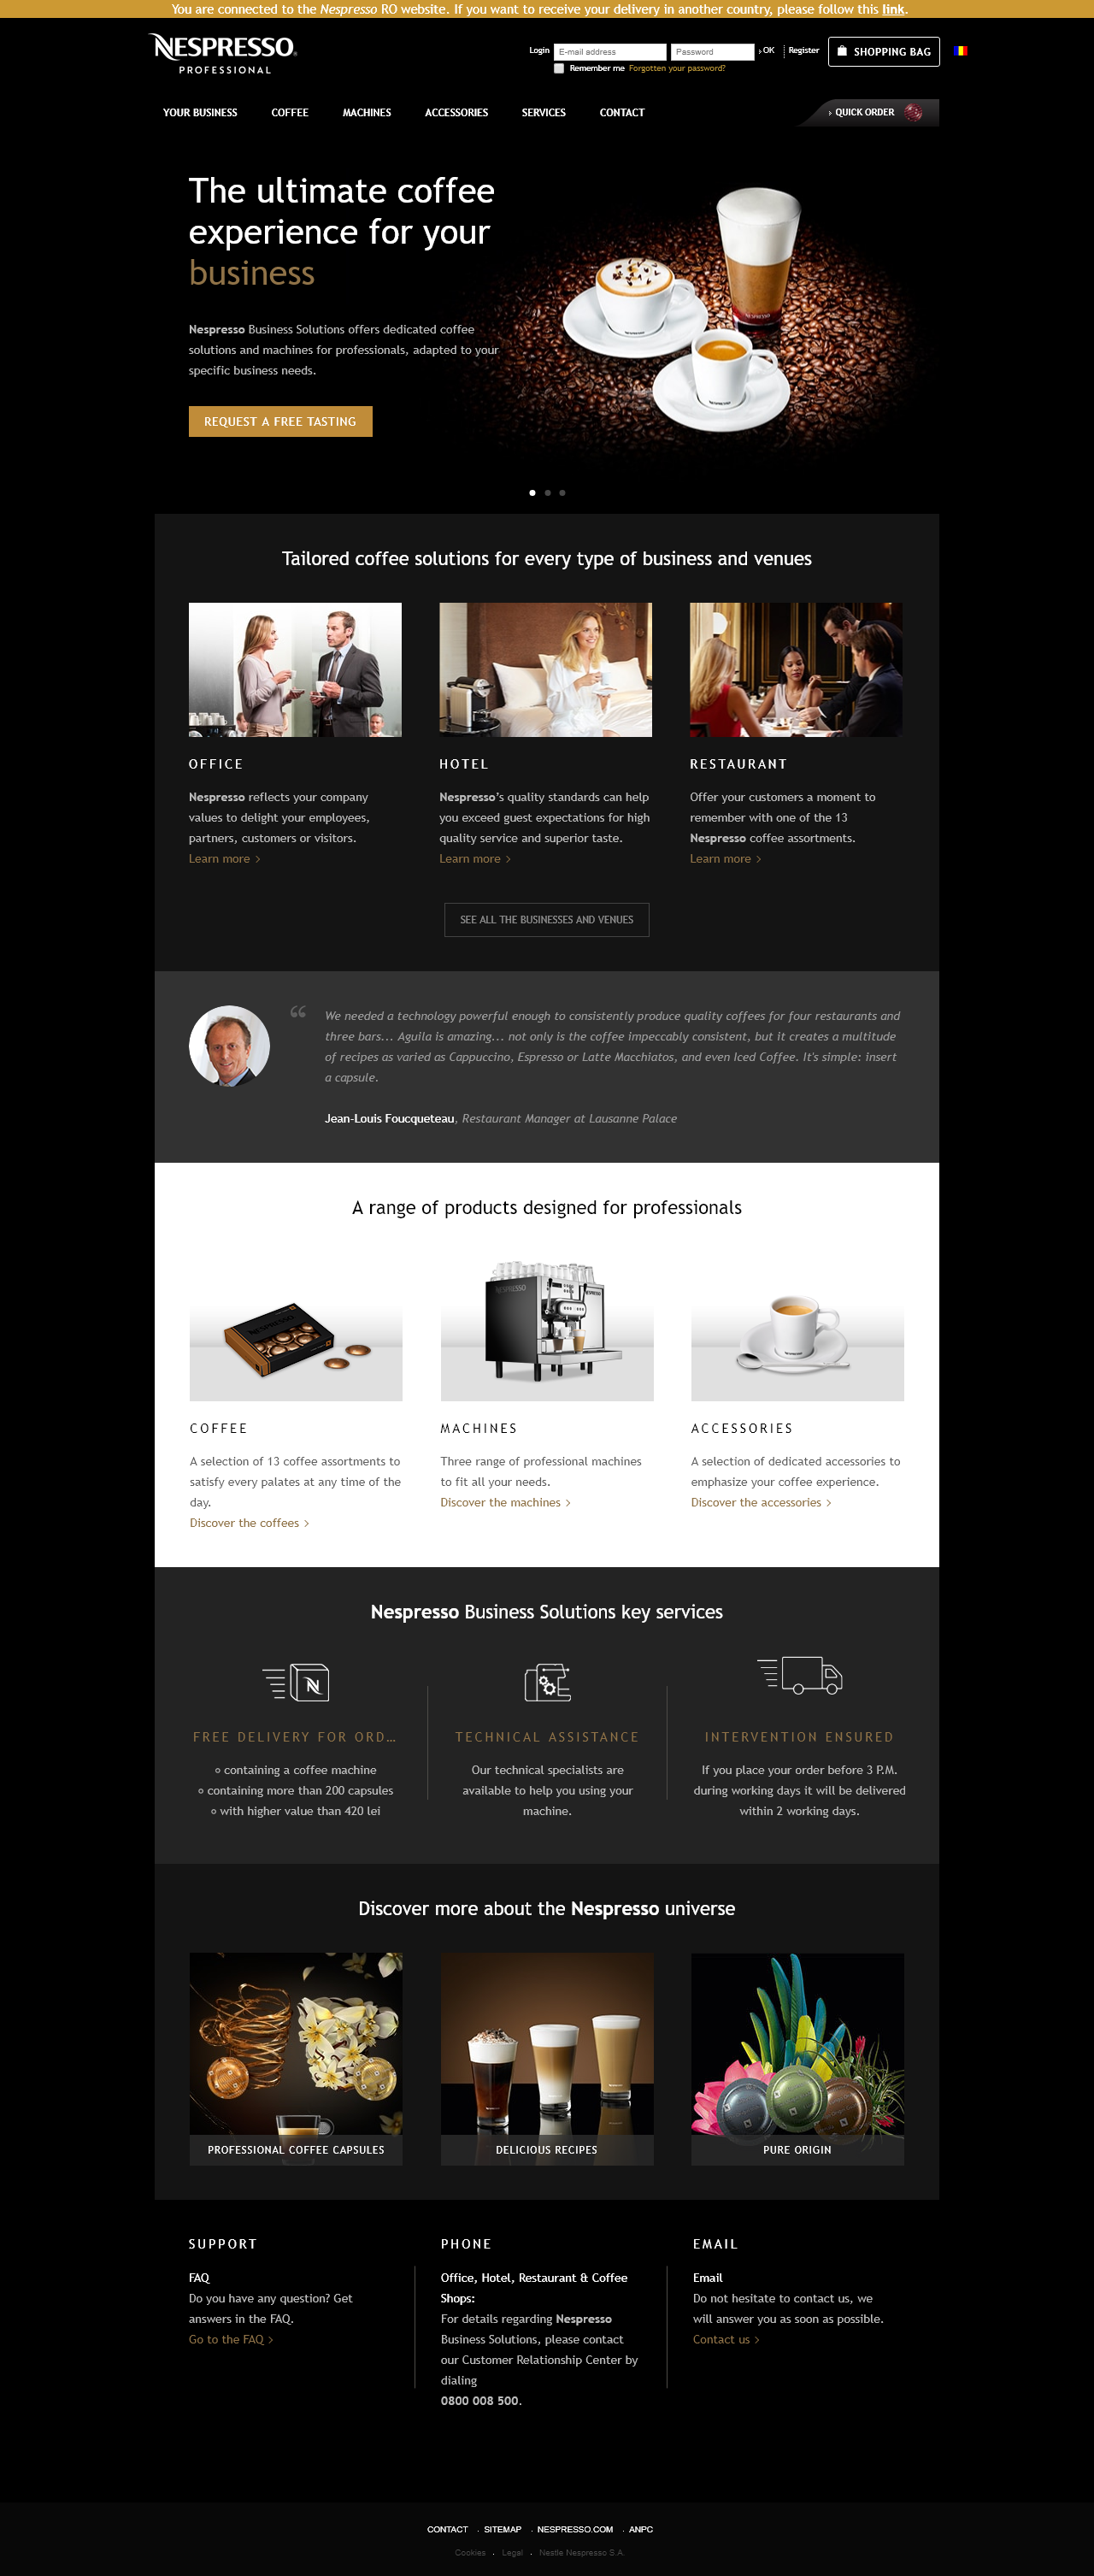 You are connected to the Nespresso RO website. If you want to receive your delivery in another country, please follow this link.
NESPRESSO
PROFESSIONAL
Login E-mail address Password OK Register
Remember me Forgotten your password?
SHOPPING BAG
YOUR BUSINESS COFFEE MACHINES ACCESSORIES SERVICES CONTACT
QUICK ORDER
The ultimate coffee
experience for your
business
Nespresso Business Solutions offers dedicated coffee
solutions and machines for professionals, adapted to your
specific business needs.
REQUEST A FREE TASTING
Tailored coffee solutions for every type of business and venues
OFFICE
Nespresso reflects your company
values to delight your employees,
partners, customers or visitors.
Learn more
HOTEL
Nespresso's quality standards can help
you exceed guest expectations for high
quality service and superior taste.
Learn more
RESTAURANT
Offer your customers a moment to
remember with one of the 13
Nespresso coffee assortments.
Learn more
SEE ALL THE BUSINESSES AND VENUES
“
We needed a technology powerful enough to consistently produce quality coffees for four restaurants and
three bars... Aguila is amazing... not only is the coffee impeccably consistent, but it creates a multitude
of recipes as varied as Cappuccino, Espresso or Latte Macchiatos, and even Iced Coffee. It's simple: insert
a capsule.
Jean-Louis Foucqueteau, Restaurant Manager at Lausanne Palace
A range of products designed for professionals
COFFEE
A selection of 13 coffee assortments to
satisfy every palates at any time of the
day.
Discover the coffees
MACHINES
Three range of professional machines
to fit all your needs.
Discover the machines
ACCESSORIES
A selection of dedicated accessories to
emphasize your coffee experience.
Discover the accessories
Nespresso Business Solutions key services
FREE DELIVERY FOR ORD...
containing a coffee machine
containing more than 200 capsules
with higher value than 420 lei
TECHNICAL ASSISTANCE
Our technical specialists are
available to help you using your
machine.
INTERVENTION ENSURED
If you place your order before 3 P.M.
during working days it will be delivered
within 2 working days.
Discover more about the Nespresso universe
PROFESSIONAL COFFEE CAPSULES
DELICIOUS RECIPES
PURE ORIGIN
SUPPORT
FAQ
Do you have any question? Get
answers in the FAQ.
Go to the FAQ
PHONE
Office, Hotel, Restaurant & Coffee
Shops:
For details regarding Nespresso
Business Solutions, please contact
our Customer Relationship Center by
dialing
0800 008 500.
EMAIL
Email
Do not hesitate to contact us, we
will answer you as soon as possible.
Contact us
CONTACT . SITEMAP . NESPRESSO.COM . ANPC
Cookies . Legal . Nestle Nespresso S.A.